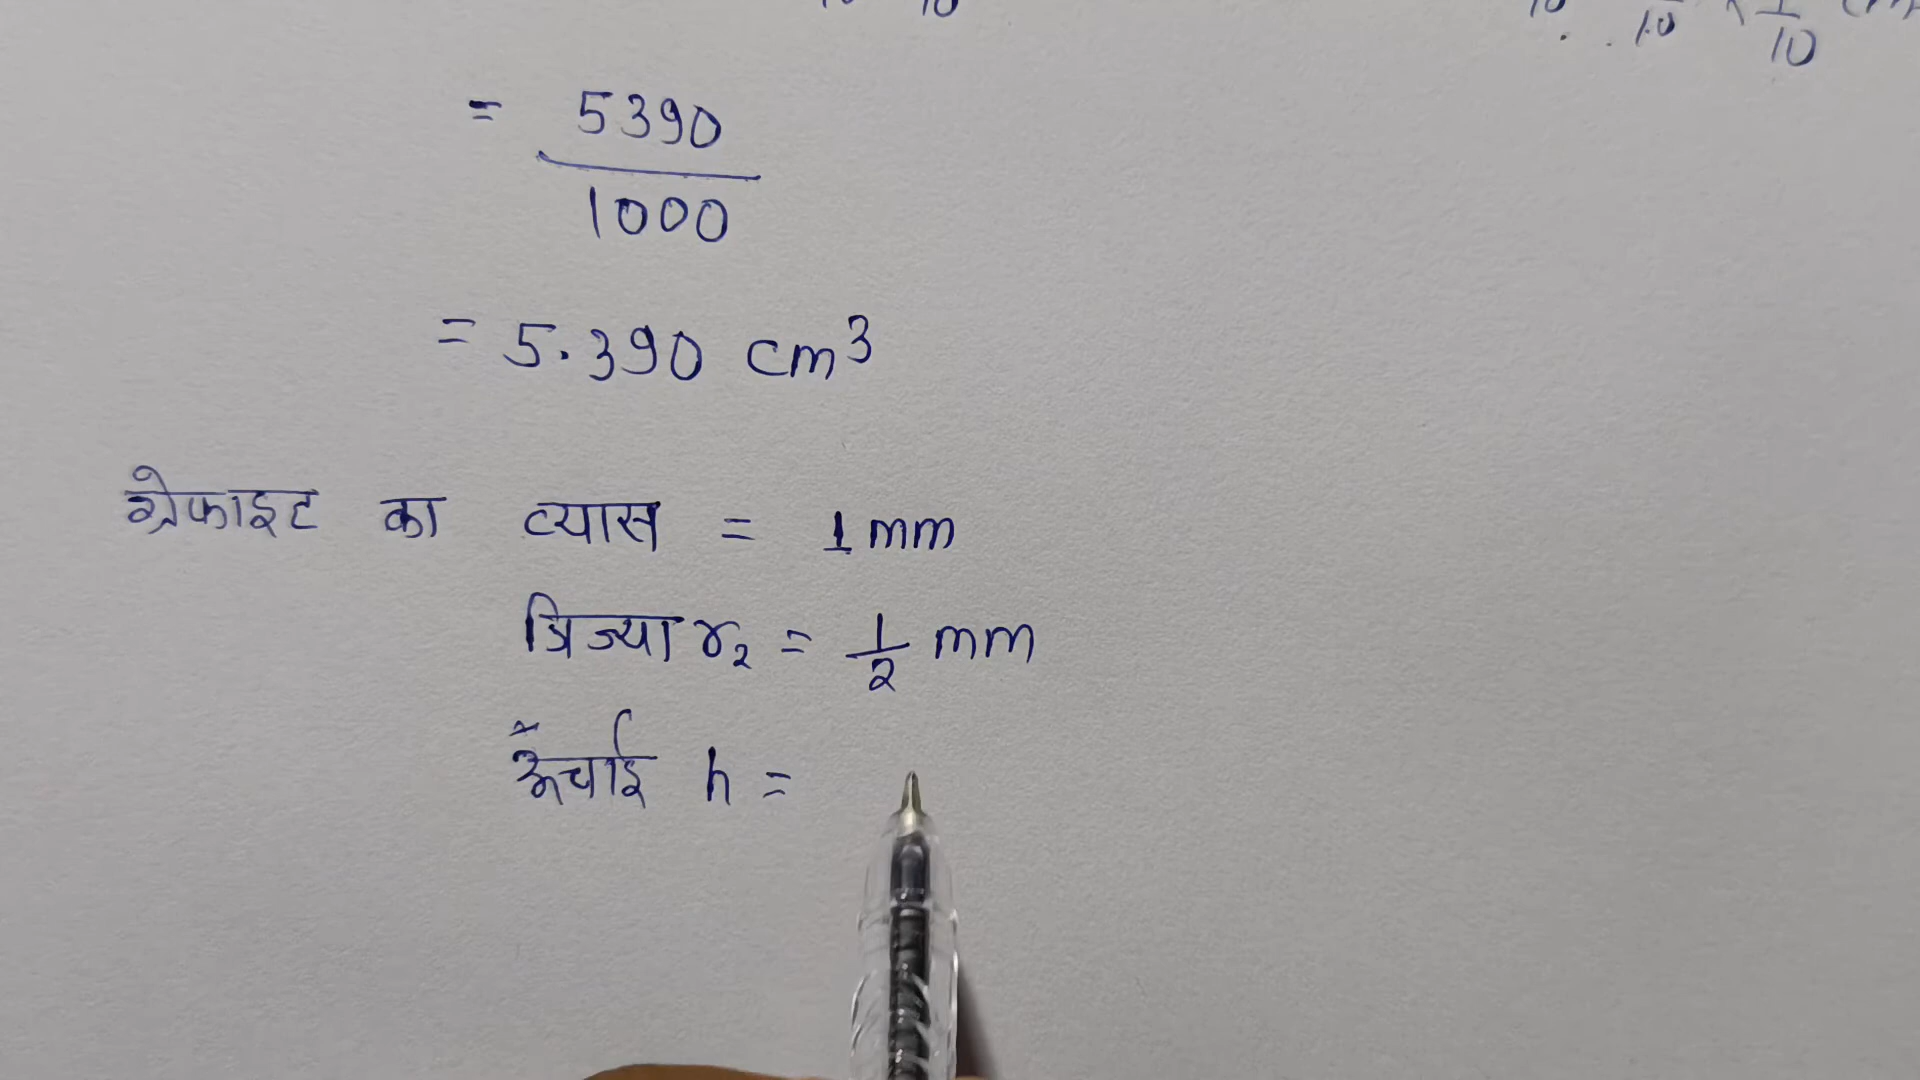 = 5390
1000
= 5.390 cm³
ग्रेफाइट का व्यास = 1 mm
त्रिज्या r₂ = 1/2 mm
ऊँचाई h =